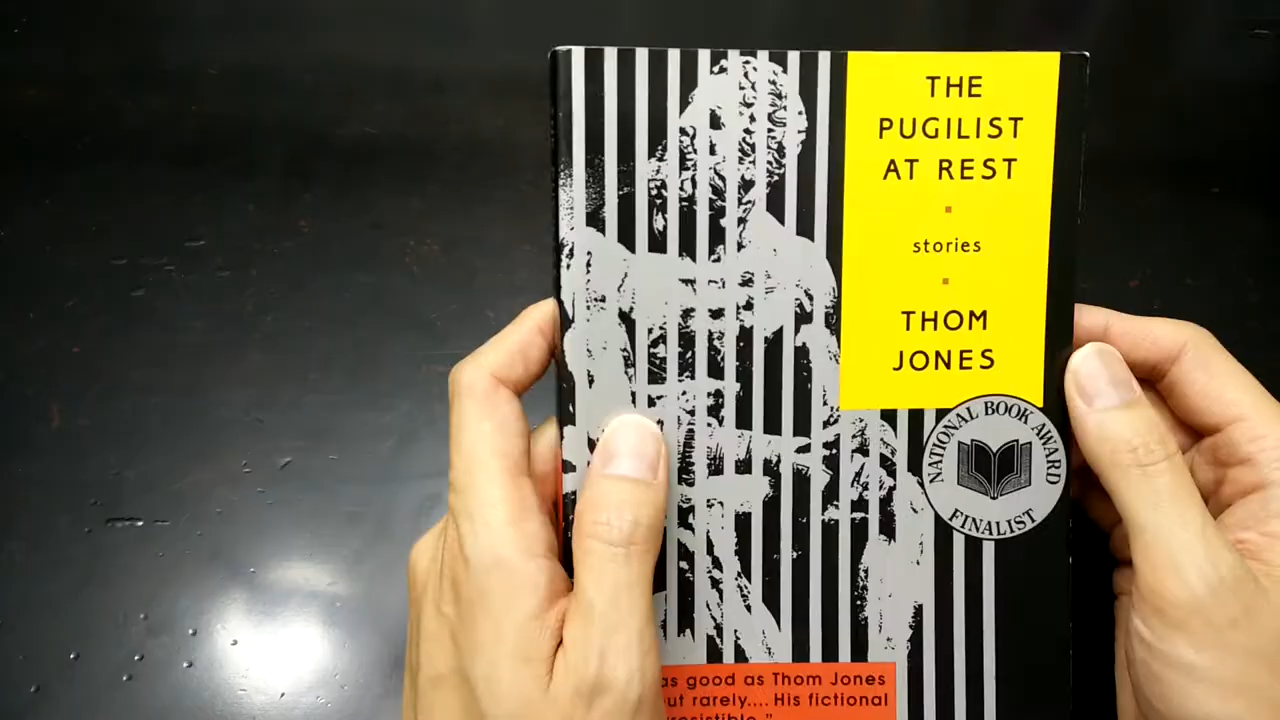 THE
PUGILIST
AT REST
stories
THOM
JONES
NATIONAL BOOK AWARD
FINALIST
as good as Thom Jones
rarely.... His fictional